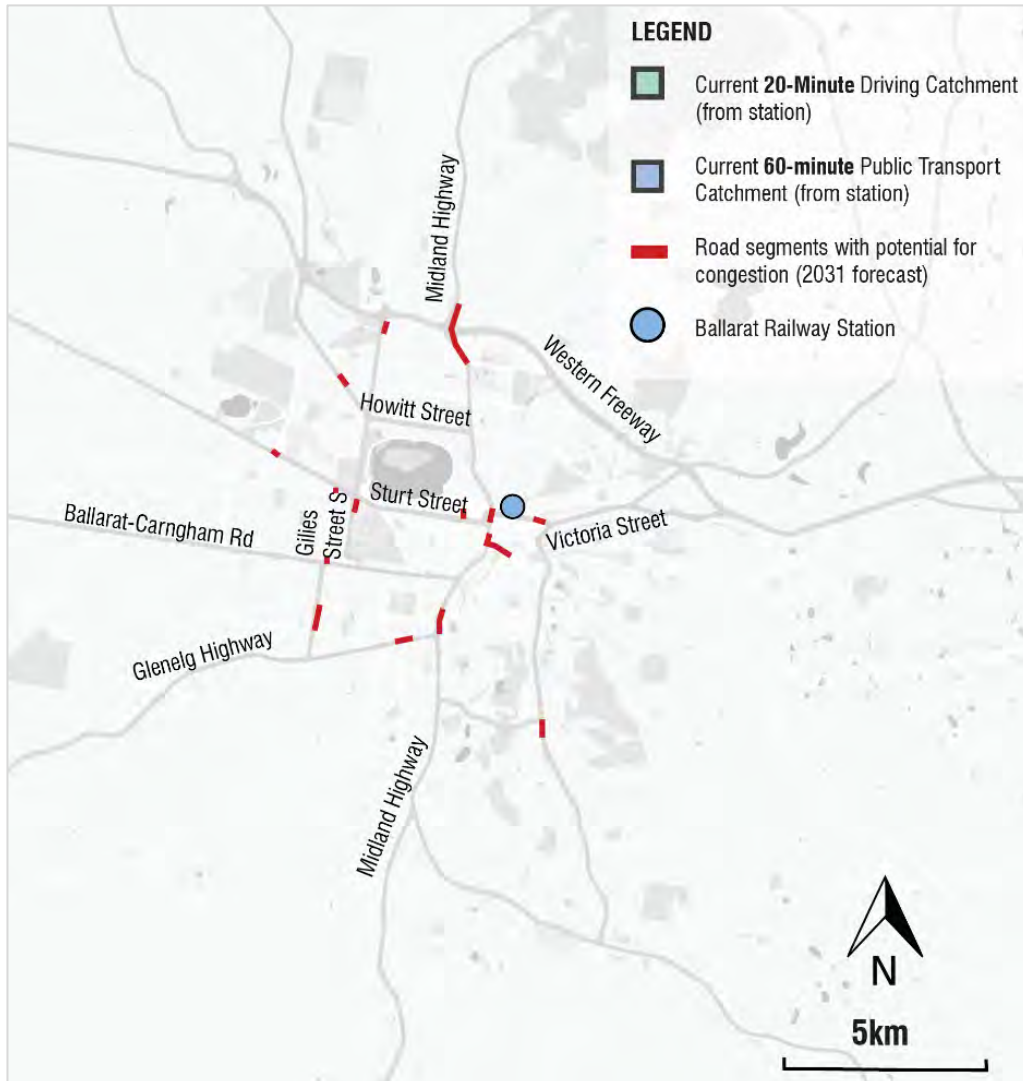 LEGEND
Current 20-Minute Driving Catchment
(from station)
Current 60-minute Public Transport
Catchment (from station)
Road segments with potential for
congestion (2031 forecast)
Ballarat Railway Station
Midland Highway
Western Freeway
Howitt Street
Sturt Street
Gillies
Street S
Ballarat-Carngham Rd
Victoria Street
Glenelg Highway
Midland Highway
N
5km